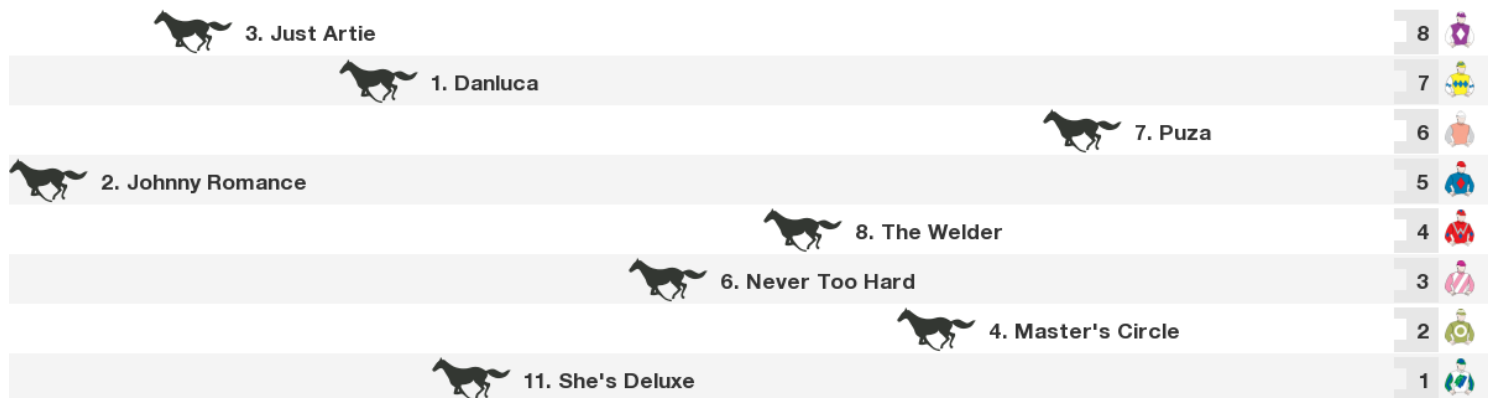 3. Just Artie 8
1. Danluca 7
7. Puza 6
2. Johnny Romance 5
8. The Welder 4
6. Never Too Hard 3
4. Master's Circle 2
11. She's Deluxe 1